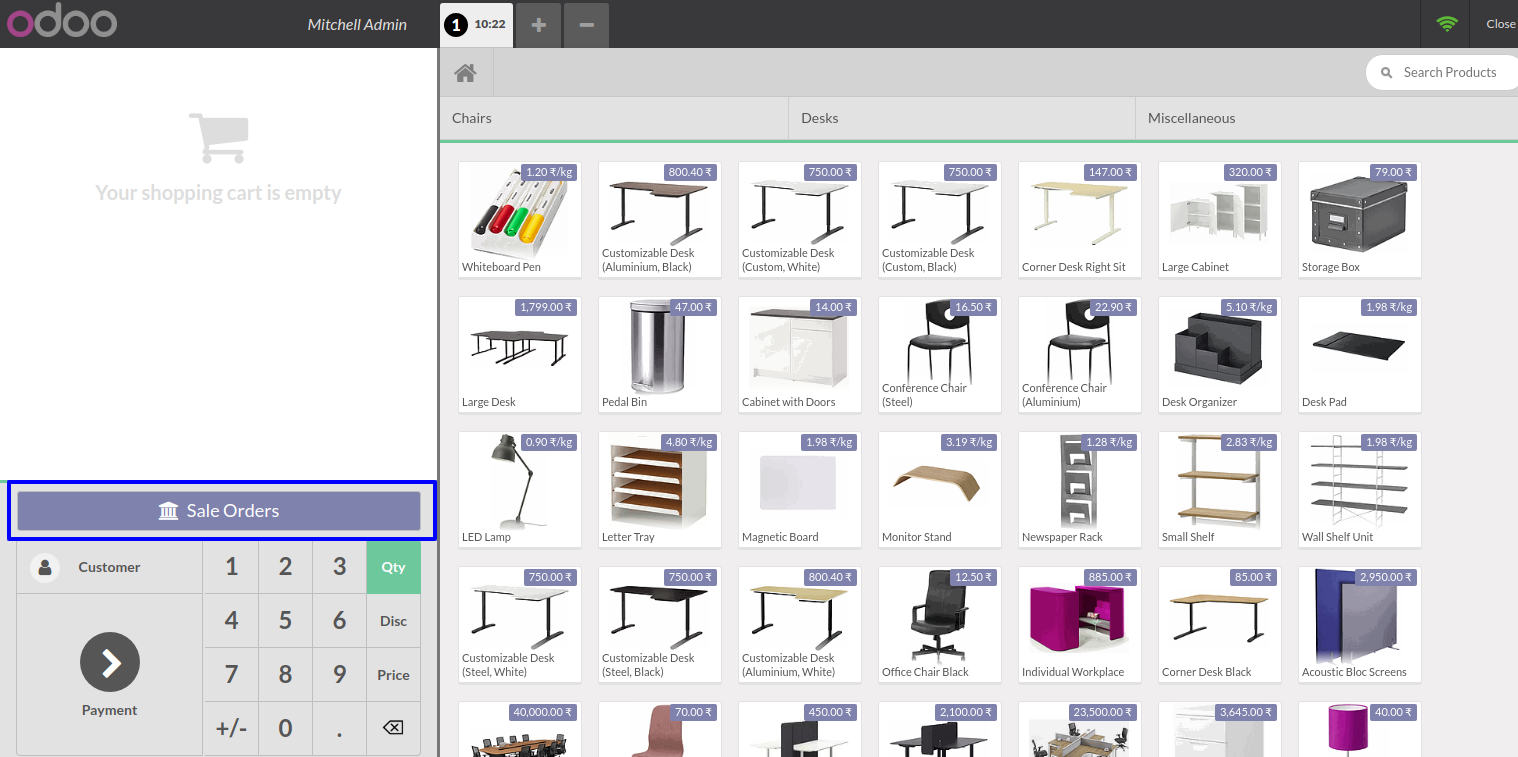 odoo
Mitchell Admin
1 10:22
+
−
Close
Search Products
Your shopping cart is empty
Chairs
Desks
Miscellaneous
1.20 ₹/kg
Whiteboard Pen
800.40 ₹
Customizable Desk
(Aluminium, Black)
750.00 ₹
Customizable Desk
(Custom, White)
750.00 ₹
Customizable Desk
(Custom, Black)
147.00 ₹
Corner Desk Right Sit
320.00 ₹
Large Cabinet
79.00 ₹
Storage Box
1,799.00 ₹
Large Desk
47.00 ₹
Pedal Bin
14.00 ₹
Cabinet with Doors
16.50 ₹
Conference Chair
(Steel)
22.90 ₹
Conference Chair
(Aluminium)
5.10 ₹/kg
Desk Organizer
1.98 ₹/kg
Desk Pad
0.90 ₹/kg
LED Lamp
4.80 ₹/kg
Letter Tray
1.98 ₹/kg
Magnetic Board
3.19 ₹/kg
Monitor Stand
1.28 ₹/kg
Newspaper Rack
2.83 ₹/kg
Small Shelf
1.98 ₹/kg
Wall Shelf Unit
750.00 ₹
Customizable Desk
(Steel, White)
750.00 ₹
Customizable Desk
(Steel, Black)
800.40 ₹
Customizable Desk
(Aluminium, White)
12.50 ₹
Office Chair Black
885.00 ₹
Individual Workplace
85.00 ₹
Corner Desk Black
2,950.00 ₹
Acoustic Bloc Screens
40,000.00 ₹
70.00 ₹
450.00 ₹
2,100.00 ₹
23,500.00 ₹
3,645.00 ₹
40.00 ₹
Sale Orders
Customer
Payment
1 2 3 Qty
4 5 6 Disc
7 8 9 Price
+/- 0 .